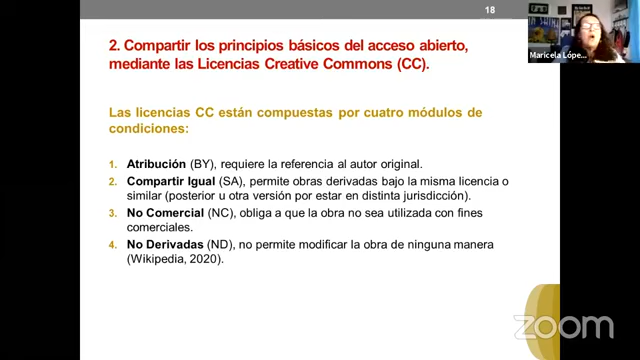 18
2. Compartir los principios básicos del acceso abierto,
mediante las Licencias Creative Commons (CC).
Maricela Lópe...
Las licencias CC están compuestas por cuatro módulos de
condiciones:
1. Atribución (BY), requiere la referencia al autor original.
2. Compartir Igual (SA), permite obras derivadas bajo la misma licencia o
similar (posterior u otra versión por estar en distinta jurisdicción).
3. No Comercial (NC), obliga a que la obra no sea utilizada con fines
comerciales.
4. No Derivadas (ND), no permite modificar la obra de ninguna manera
(Wikipedia, 2020).
zoom